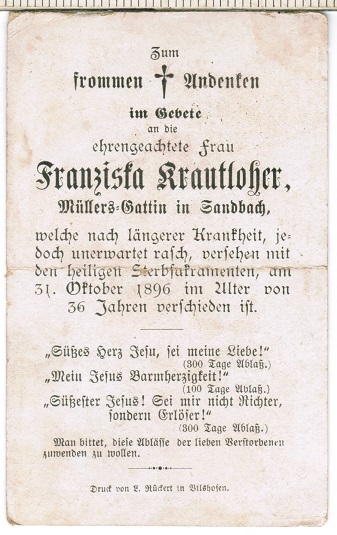 Zum
frommen † Andenken
im Gebete
an die
ehrengeachtete Frau
Franziska Krautloher,
Müllers-Gattin in Sandbach,
welche nach längerer Krankheit, je-
doch unerwartet rasch, versehen mit
den heiligen Sterbsakramenten, am
31. Oktober 1896 im Alter von
36 Jahren verschieden ist.
„Süßes Herz Jesu, sei meine Liebe!"
(300 Tage Ablaß.)
„Mein Jesus Barmherzigkeit!"
(100 Tage Ablaß.)
„Süßester Jesus! Sei mir nicht Richter,
sondern Erlöser!"
(300 Tage Ablaß.)
Man bittet, diese Ablässe der lieben Verstorbenen
zuwenden zu wollen.
Druck von L. Rückert in Vilshofen.